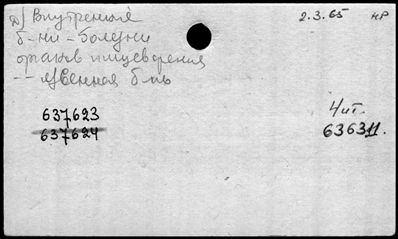 д) Внутренние
б-ни - болезни
органов пищеварения
-- язвенная б-нь
2.3.65 НР
637623
637624
4 ит.
636311.